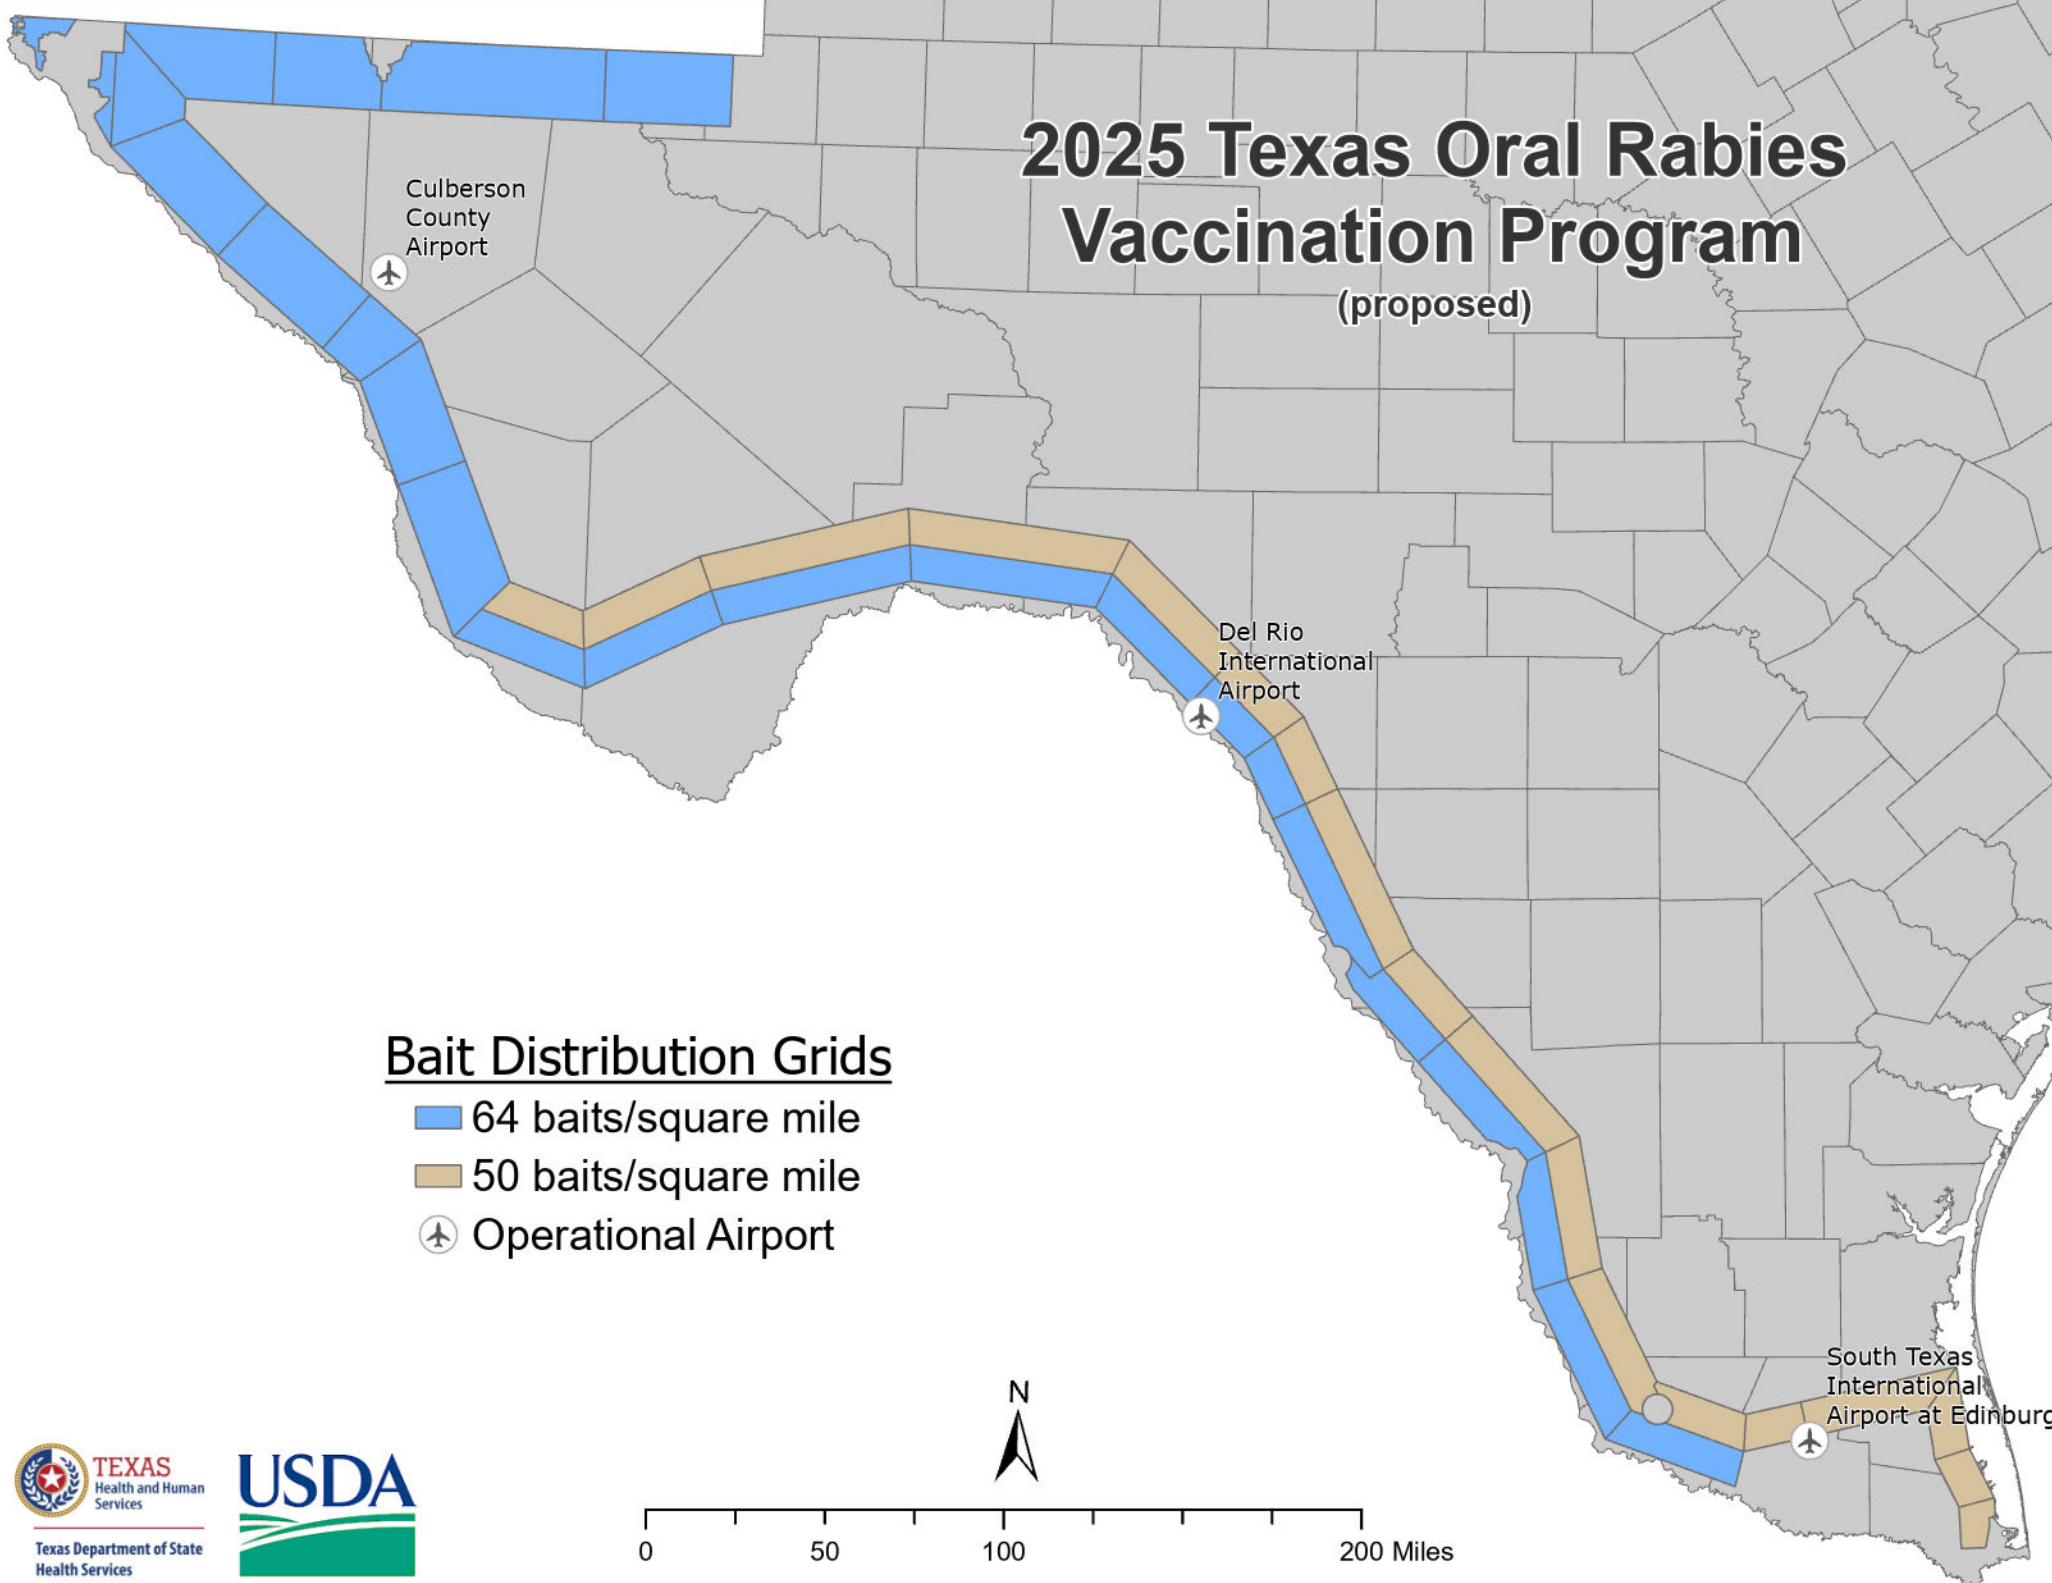 2025 Texas Oral Rabies
Vaccination Program
(proposed)
Culberson
County
Airport
Del Rio
International
Airport
Bait Distribution Grids
64 baits/square mile
50 baits/square mile
Operational Airport
South Texas
International
Airport at Edinburg
N
0 50 100 200 Miles
TEXAS
Health and Human
Services
Texas Department of State
Health Services
USDA